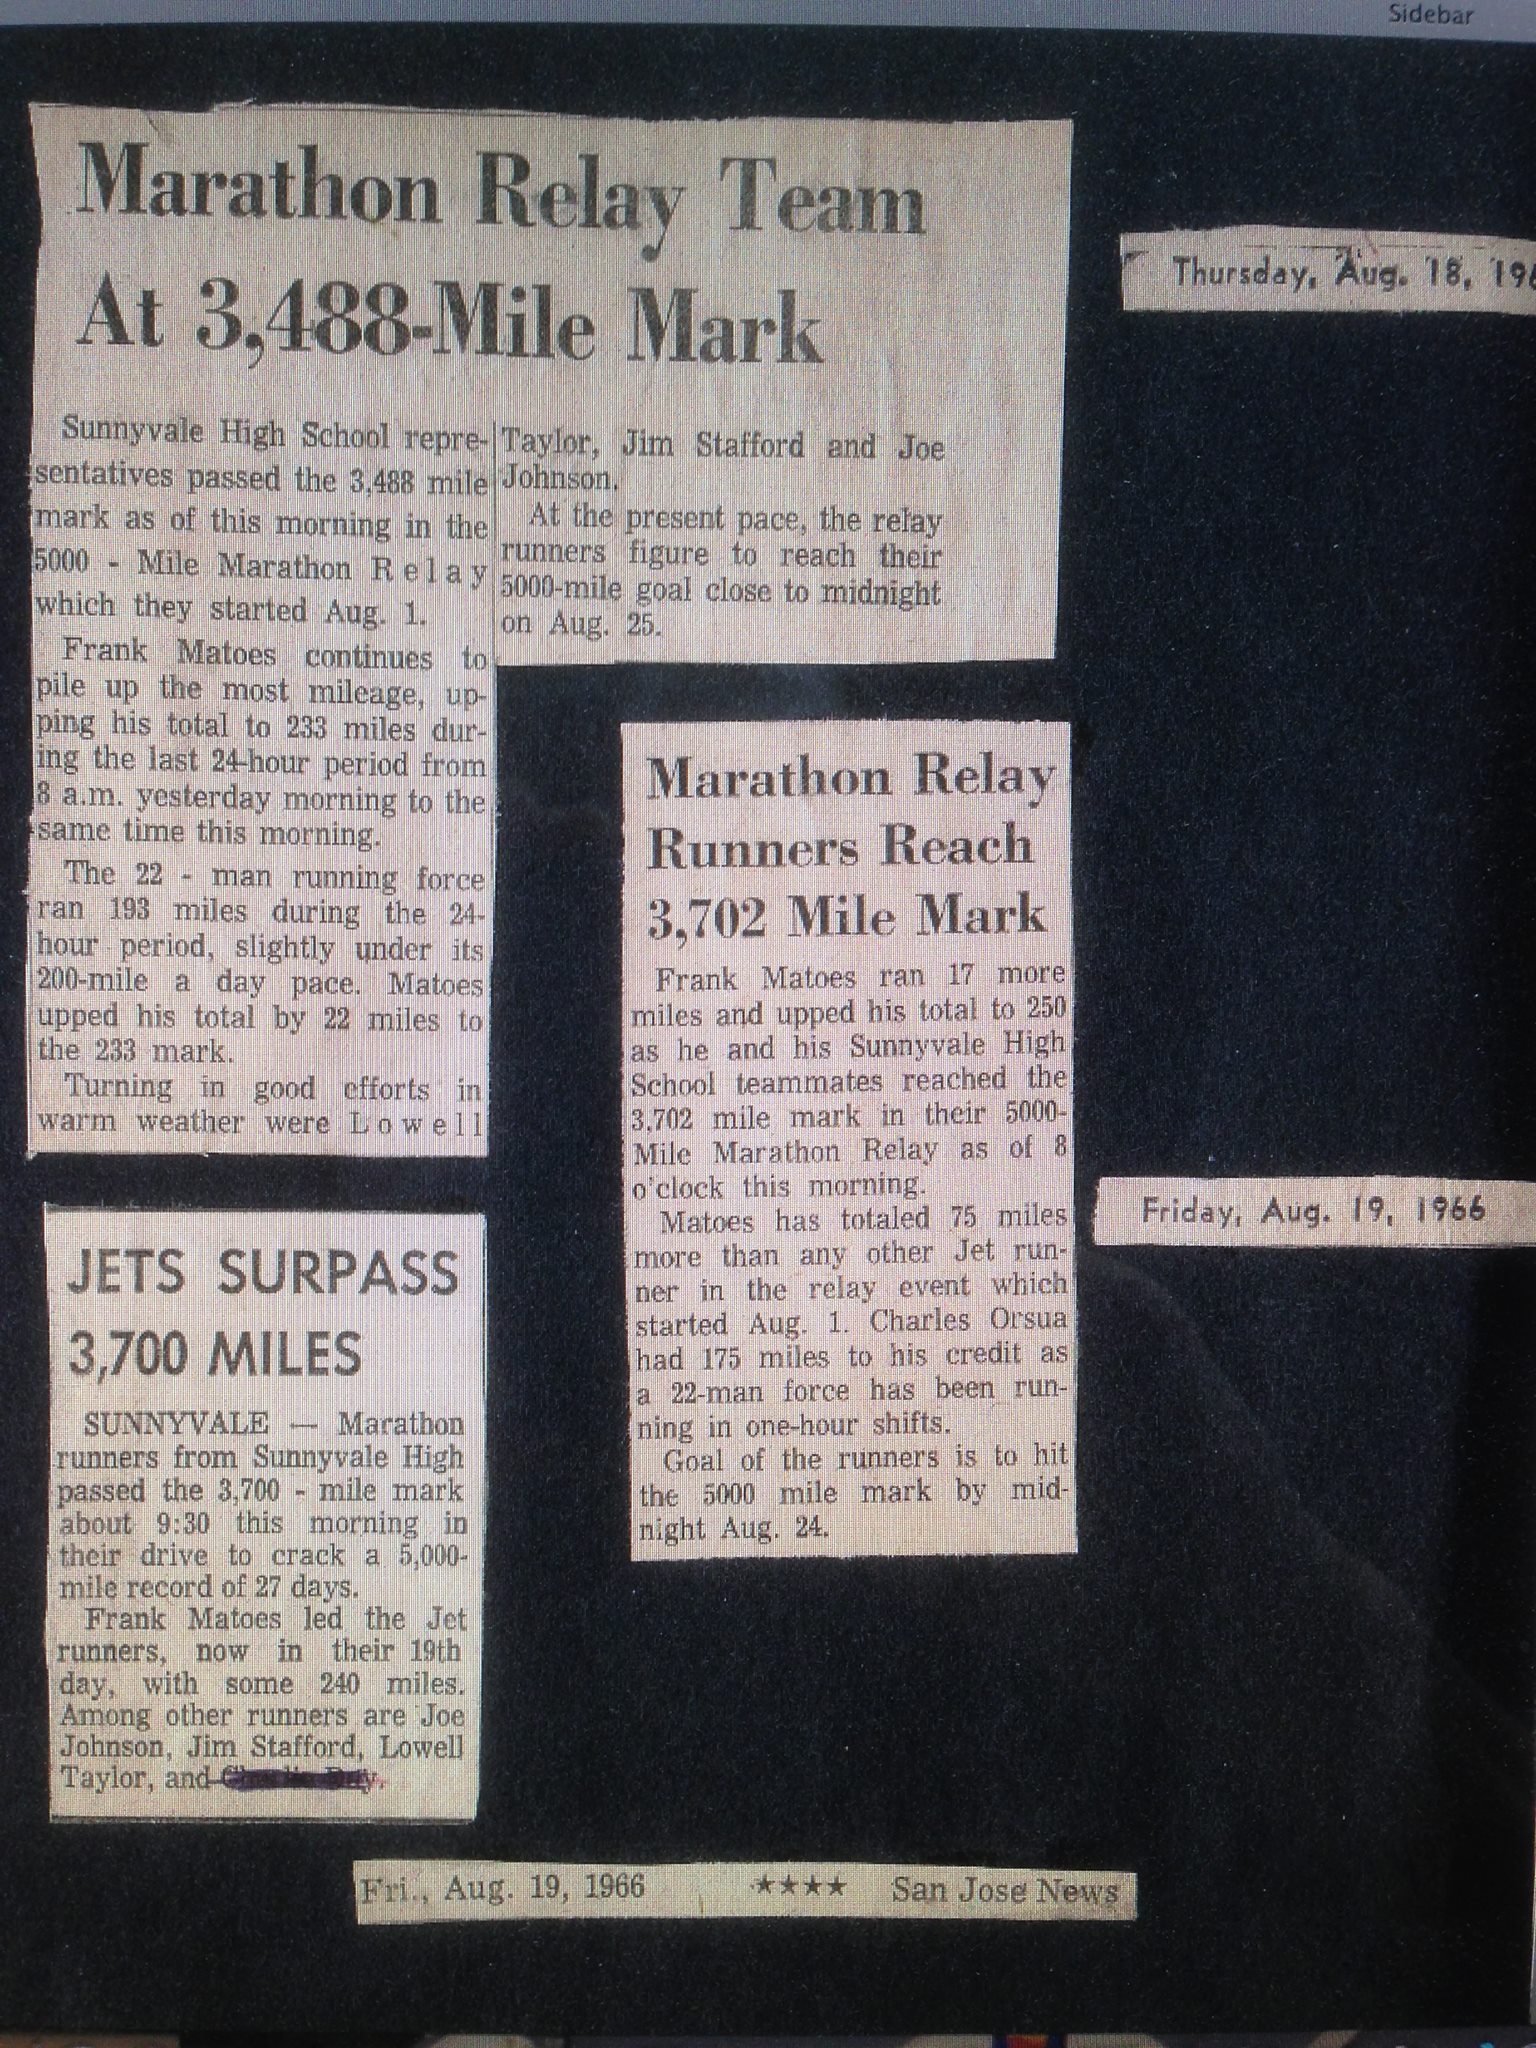 Sidebar
Marathon Relay Team
At 3,488-Mile Mark
Sunnyvale High School repre-
sentatives passed the 3,488 mile
mark as of this morning in the
5000 - Mile Marathon Relay
which they started Aug. 1.
Frank Matoes continues to
pile up the most mileage, up-
ping his total to 233 miles dur-
ing the last 24-hour period from
8 a.m. yesterday morning to the
same time this morning.
The 22 - man running force
ran 193 miles during the 24-
hour period, slightly under its
200-mile a day pace. Matoes
upped his total by 22 miles to
the 233 mark.
Turning in good efforts in
warm weather were Lowell
Taylor, Jim Stafford and Joe
Johnson.
At the present pace, the relay
runners figure to reach their
5000-mile goal close to midnight
on Aug. 25.
Thursday, Aug. 18, 196
Marathon Relay
Runners Reach
3,702 Mile Mark
Frank Matoes ran 17 more
miles and upped his total to 250
as he and his Sunnyvale High
School teammates reached the
3,702 mile mark in their 5000-
Mile Marathon Relay as of 8
o'clock this morning.
Matoes has totaled 75 miles
more than any other Jet run-
ner in the relay event which
started Aug. 1. Charles Orsua
had 175 miles to his credit as
a 22-man force has been run-
ning in one-hour shifts.
Goal of the runners is to hit
the 5000 mile mark by mid-
night Aug. 24.
Friday, Aug. 19, 1966
JETS SURPASS
3,700 MILES
SUNNYVALE — Marathon
runners from Sunnyvale High
passed the 3,700 - mile mark
about 9:30 this morning in
their drive to crack a 5,000-
mile record of 27 days.
Frank Matoes led the Jet
runners, now in their 19th
day, with some 240 miles.
Among other runners are Joe
Johnson, Jim Stafford, Lowell
Taylor, and
Fri., Aug. 19, 1966 ★★★★ San Jose News